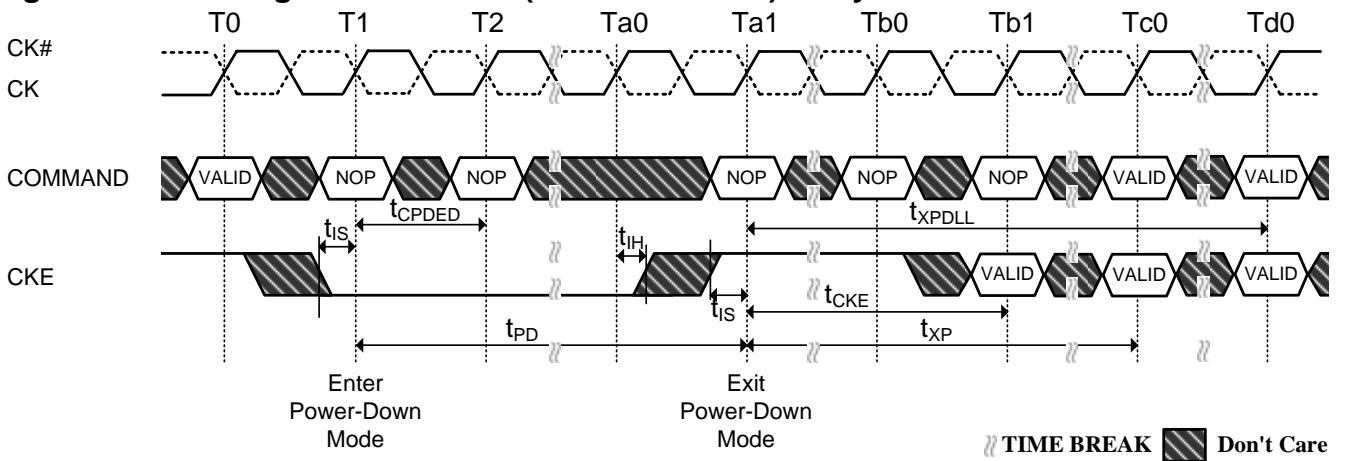 T0 T1 T2 Ta0 Ta1 Tb0 Tb1 Tc0 Td0
CK#
CK
COMMAND VALID NOP NOP NOP NOP NOP VALID VALID
tCPDED tXPDLL
tIS tIH
CKE VALID VALID VALID
tIS tCKE
tPD tXP
Enter Power-Down Mode
Exit Power-Down Mode
TIME BREAK Don't Care